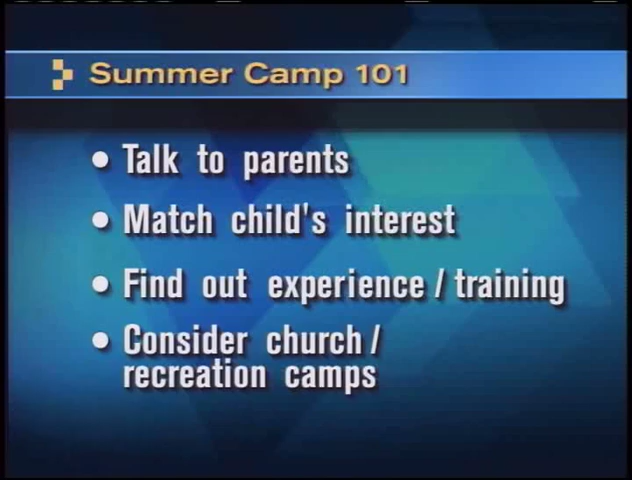 Summer Camp 101
• Talk to parents
• Match child's interest
• Find out experience / training
• Consider church /
recreation camps